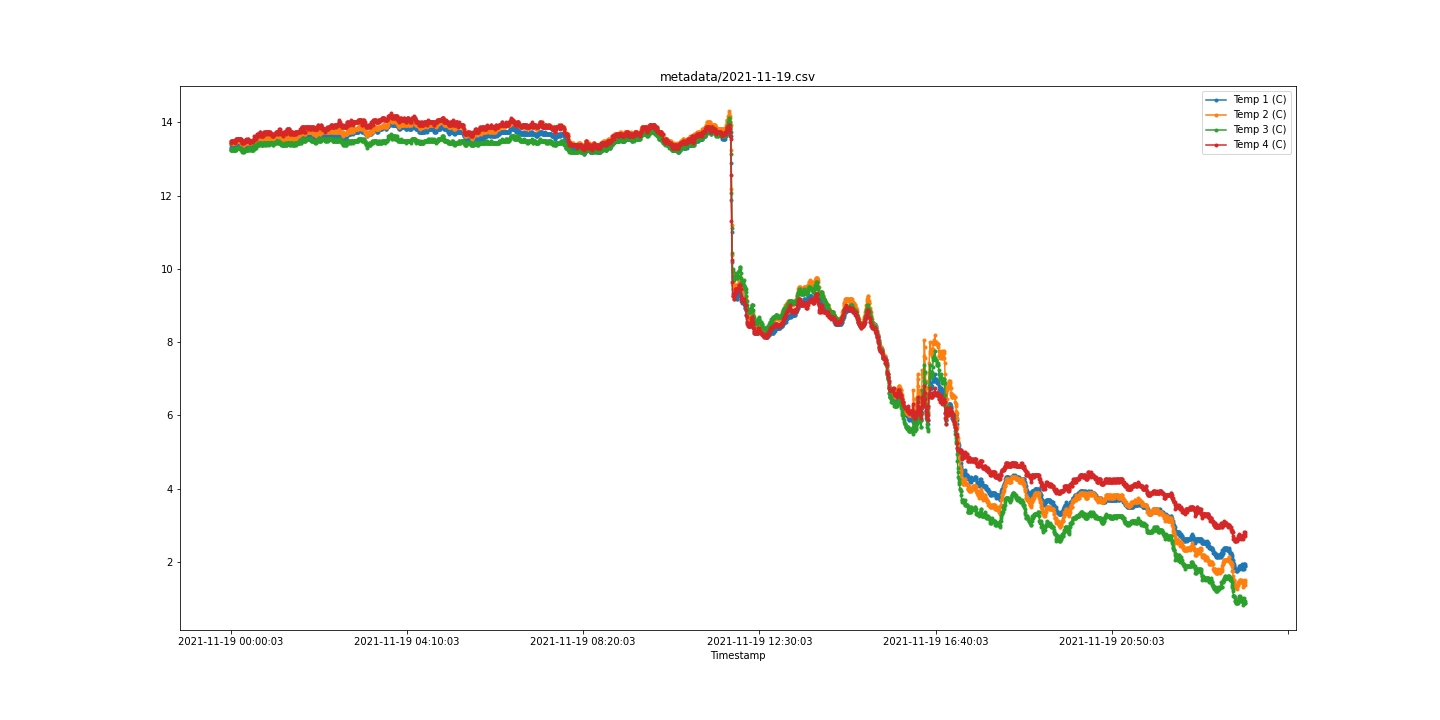 metadata/2021-11-19.csv
Temp 1 (C)
Temp 2 (C)
Temp 3 (C)
Temp 4 (C)
14
12
10
8
6
4
2
2021-11-19 00:00:03 2021-11-19 04:10:03 2021-11-19 08:20:03 2021-11-19 12:30:03 2021-11-19 16:40:03 2021-11-19 20:50:03
Timestamp